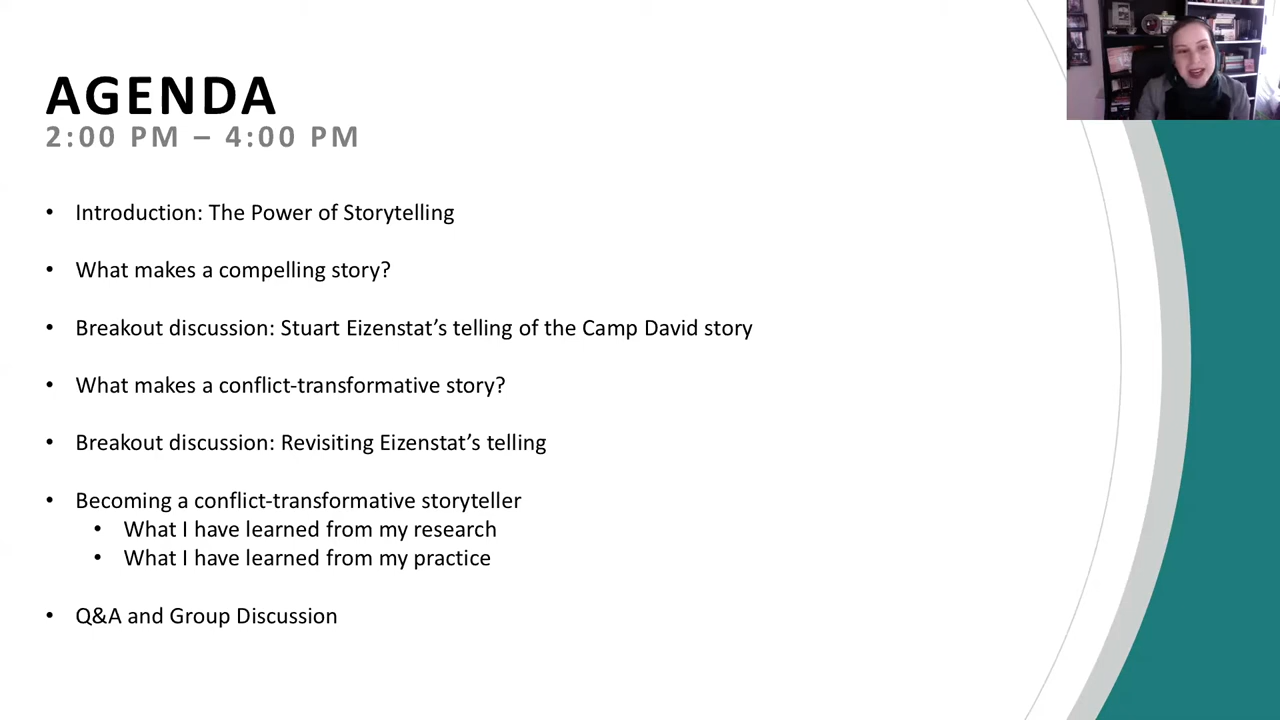 AGENDA
2:00 PM – 4:00 PM
• Introduction: The Power of Storytelling
• What makes a compelling story?
• Breakout discussion: Stuart Eizenstat’s telling of the Camp David story
• What makes a conflict-transformative story?
• Breakout discussion: Revisiting Eizenstat’s telling
• Becoming a conflict-transformative storyteller
• What I have learned from my research
• What I have learned from my practice
• Q&A and Group Discussion